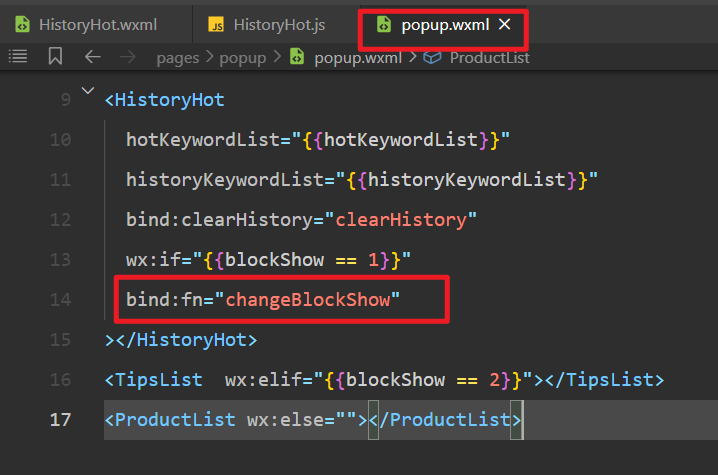 HistoryHot.wxml JS HistoryHot.js popup.wxml ×
pages > popup > popup.wxml > ProductList
9 <HistoryHot
10 hotKeywordList="{{hotKeywordList}}"
11 historyKeywordList="{{historyKeywordList}}"
12 bind:clearHistory="clearHistory"
13 wx:if="{{blockShow == 1}}"
14 bind:fn="changeBlockShow"
15 ></HistoryHot>
16 <TipsList  wx:elif="{{blockShow == 2}}"></TipsList>
17 <ProductList wx:else=""></ProductList>